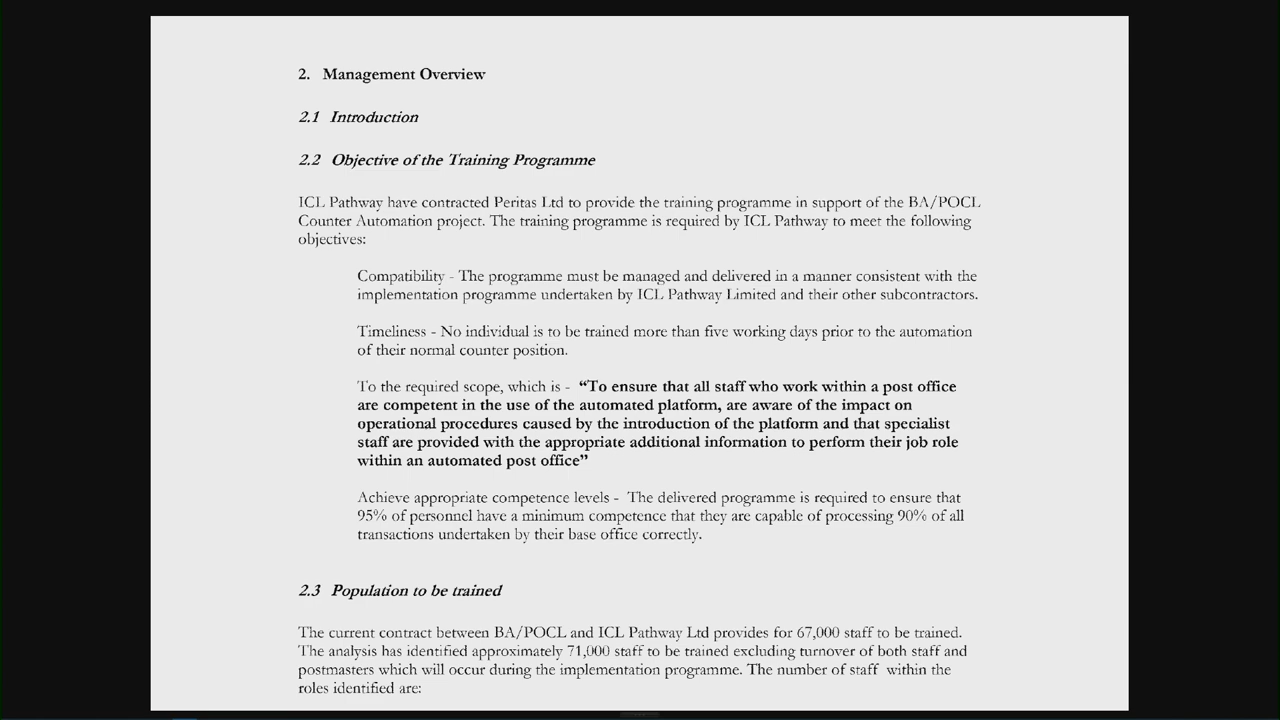 2. Management Overview
2.1 Introduction
2.2 Objective of the Training Programme
ICL Pathway have contracted Peritas Ltd to provide the training programme in support of the BA/POCL
Counter Automation project. The training programme is required by ICL Pathway to meet the following
objectives:
Compatibility - The programme must be managed and delivered in a manner consistent with the
implementation programme undertaken by ICL Pathway Limited and their other subcontractors.
Timeliness - No individual is to be trained more than five working days prior to the automation
of their normal counter position.
To the required scope, which is - “To ensure that all staff who work within a post office
are competent in the use of the automated platform, are aware of the impact on
operational procedures caused by the introduction of the platform and that specialist
staff are provided with the appropriate additional information to perform their job role
within an automated post office”
Achieve appropriate competence levels - The delivered programme is required to ensure that
95% of personnel have a minimum competence that they are capable of processing 90% of all
transactions undertaken by their base office correctly.
2.3 Population to be trained
The current contract between BA/POCL and ICL Pathway Ltd provides for 67,000 staff to be trained.
The analysis has identified approximately 71,000 staff to be trained excluding turnover of both staff and
postmasters which will occur during the implementation programme. The number of staff within the
roles identified are: